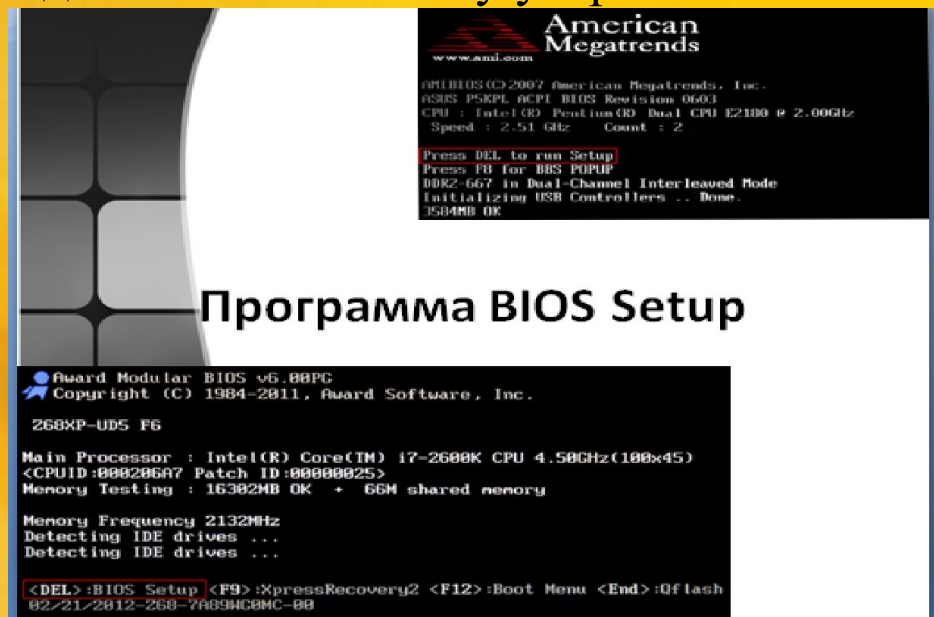 American
Megatrends
www.ami.com
AMIBIOS(C)2007 American Megatrends, Inc.
ASUS P5KPL ACPI BIOS Revision 0603
CPU : Intel(R) Pentium(R) Dual CPU E2180 @ 2.00GHz
Speed : 2.51 GHz Count : 2
Press DEL to run Setup
Press F8 for BBS POPUP
DDR2-667 in Dual-Channel Interleaved Mode
Initializing USB Controllers .. Done.
3584MB OK
Программа BIOS Setup
Award Modular BIOS v6.00PG
Copyright (C) 1984-2011, Award Software, Inc.
Z68XP-UD5 F6
Main Processor : Intel(R) Core(TM) i7-2600K CPU 4.50GHz(100x45)
<CPUID:000206A7 Patch ID:00000025>
Memory Testing : 16302MB OK + 66M shared memory
Memory Frequency 2132MHz
Detecting IDE drives ...
Detecting IDE drives ...
<DEL>:BIOS Setup <F9>:XpressRecovery2 <F12>:Boot Menu <End>:Qflash
02/21/2012-Z68-7A89WG0MC-00